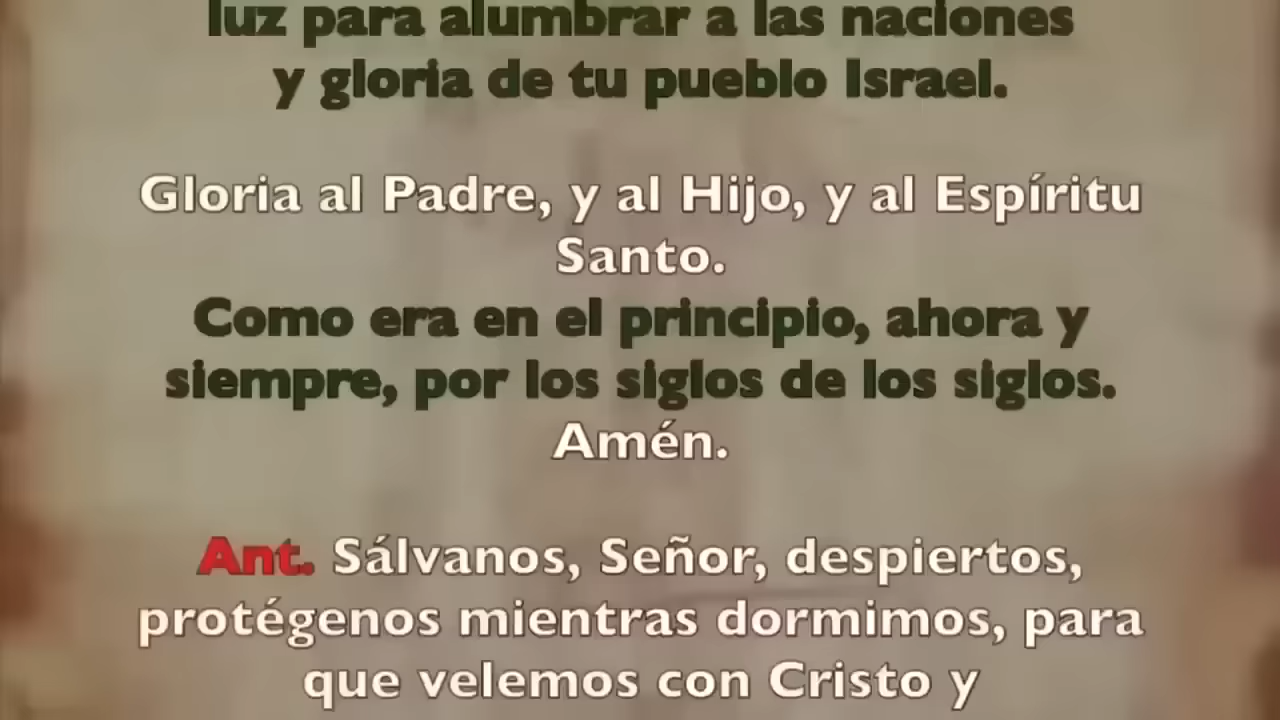 luz para alumbrar a las naciones
y gloria de tu pueblo Israel.
Gloria al Padre, y al Hijo, y al Espíritu
Santo.
Como era en el principio, ahora y
siempre, por los siglos de los siglos.
Amén.
Ant. Sálvanos, Señor, despiertos,
protégenos mientras dormimos, para
que velemos con Cristo y